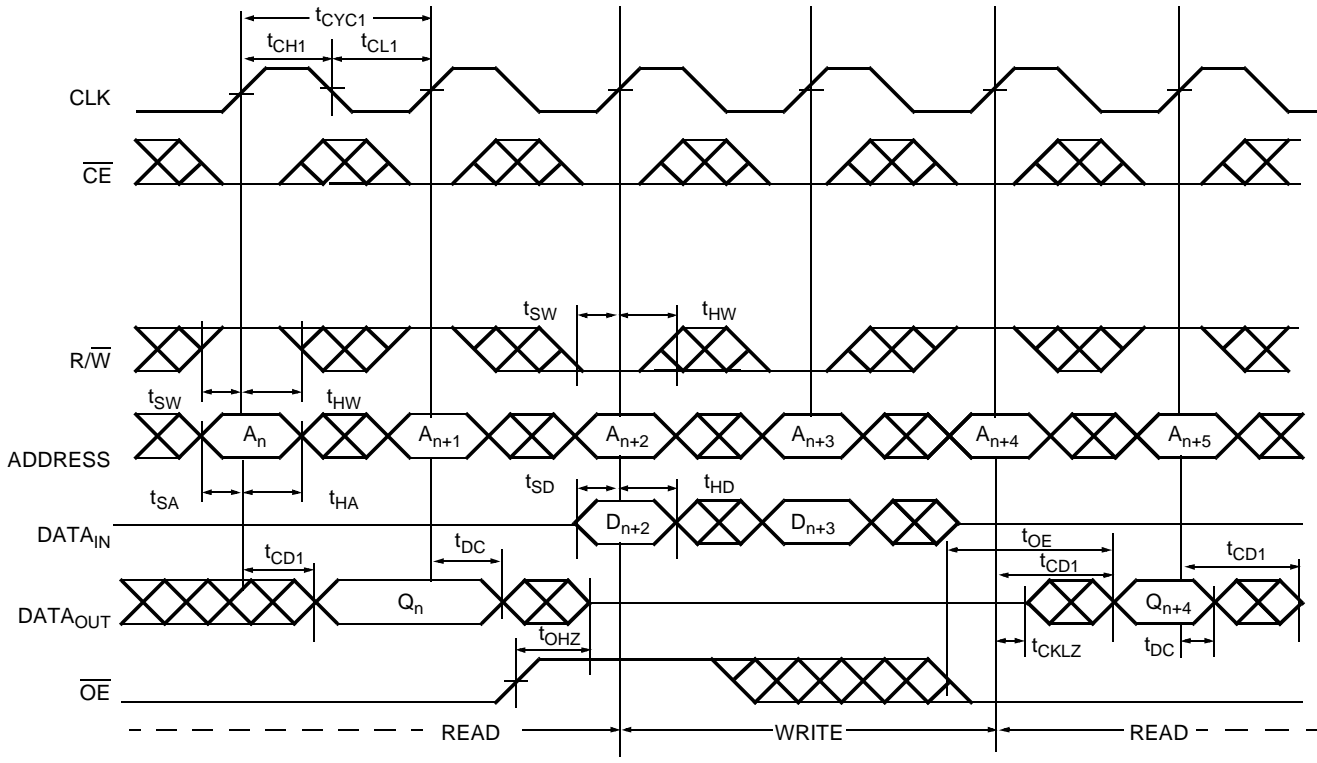 tCYC1
tCH1 tCL1
CLK
CE
tSW tHW
R/W
tSW tHW
An An+1 An+2 An+3 An+4 An+5
ADDRESS
tSA tHA tSD tHD
Dn+2 Dn+3
DATAIN
tCD1 tDC tOE tCD1 tCD1
Qn Qn+4
DATAOUT
tOHZ tCKLZ tDC
OE
READ WRITE READ